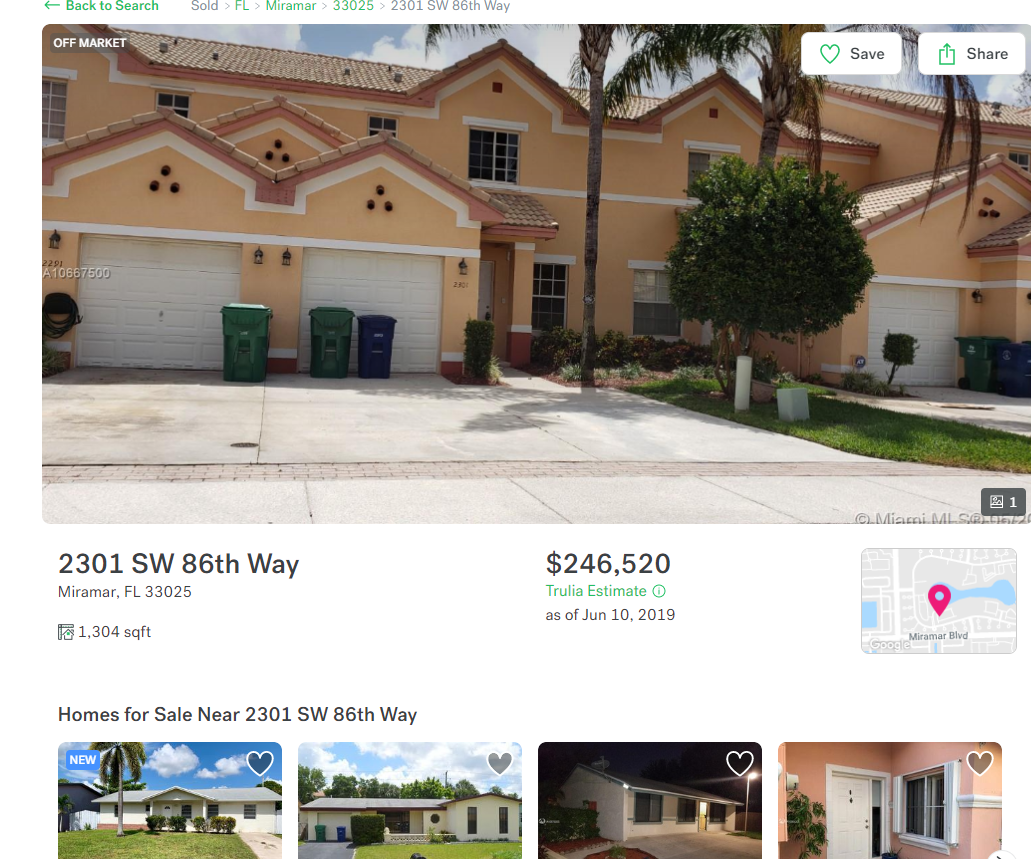 ← Back to Search Sold > FL > Miramar > 33025 > 2301 SW 86th Way
OFF MARKET
Save
Share
2291
A10667500
2301
1
© Miami MLS®
2301 SW 86th Way
Miramar, FL 33025
1,304 sqft
$246,520
Trulia Estimate
as of Jun 10, 2019
Miramar Blvd
Google
Homes for Sale Near 2301 SW 86th Way
NEW